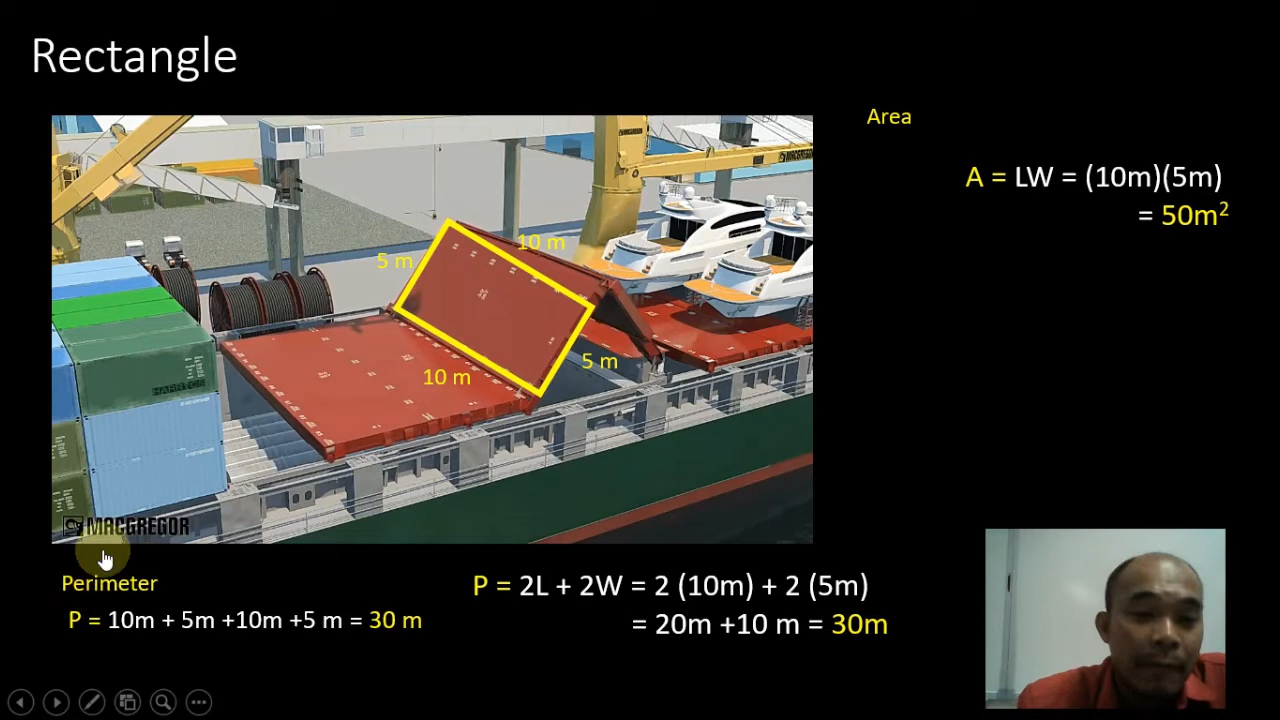 Rectangle
Area
A = LW = (10m)(5m)
= 50m²
10 m
5 m
5 m
10 m
MACGREGOR
Perimeter
P = 10m + 5m +10m +5 m = 30 m
P = 2L + 2W = 2 (10m) + 2 (5m)
= 20m +10 m = 30m